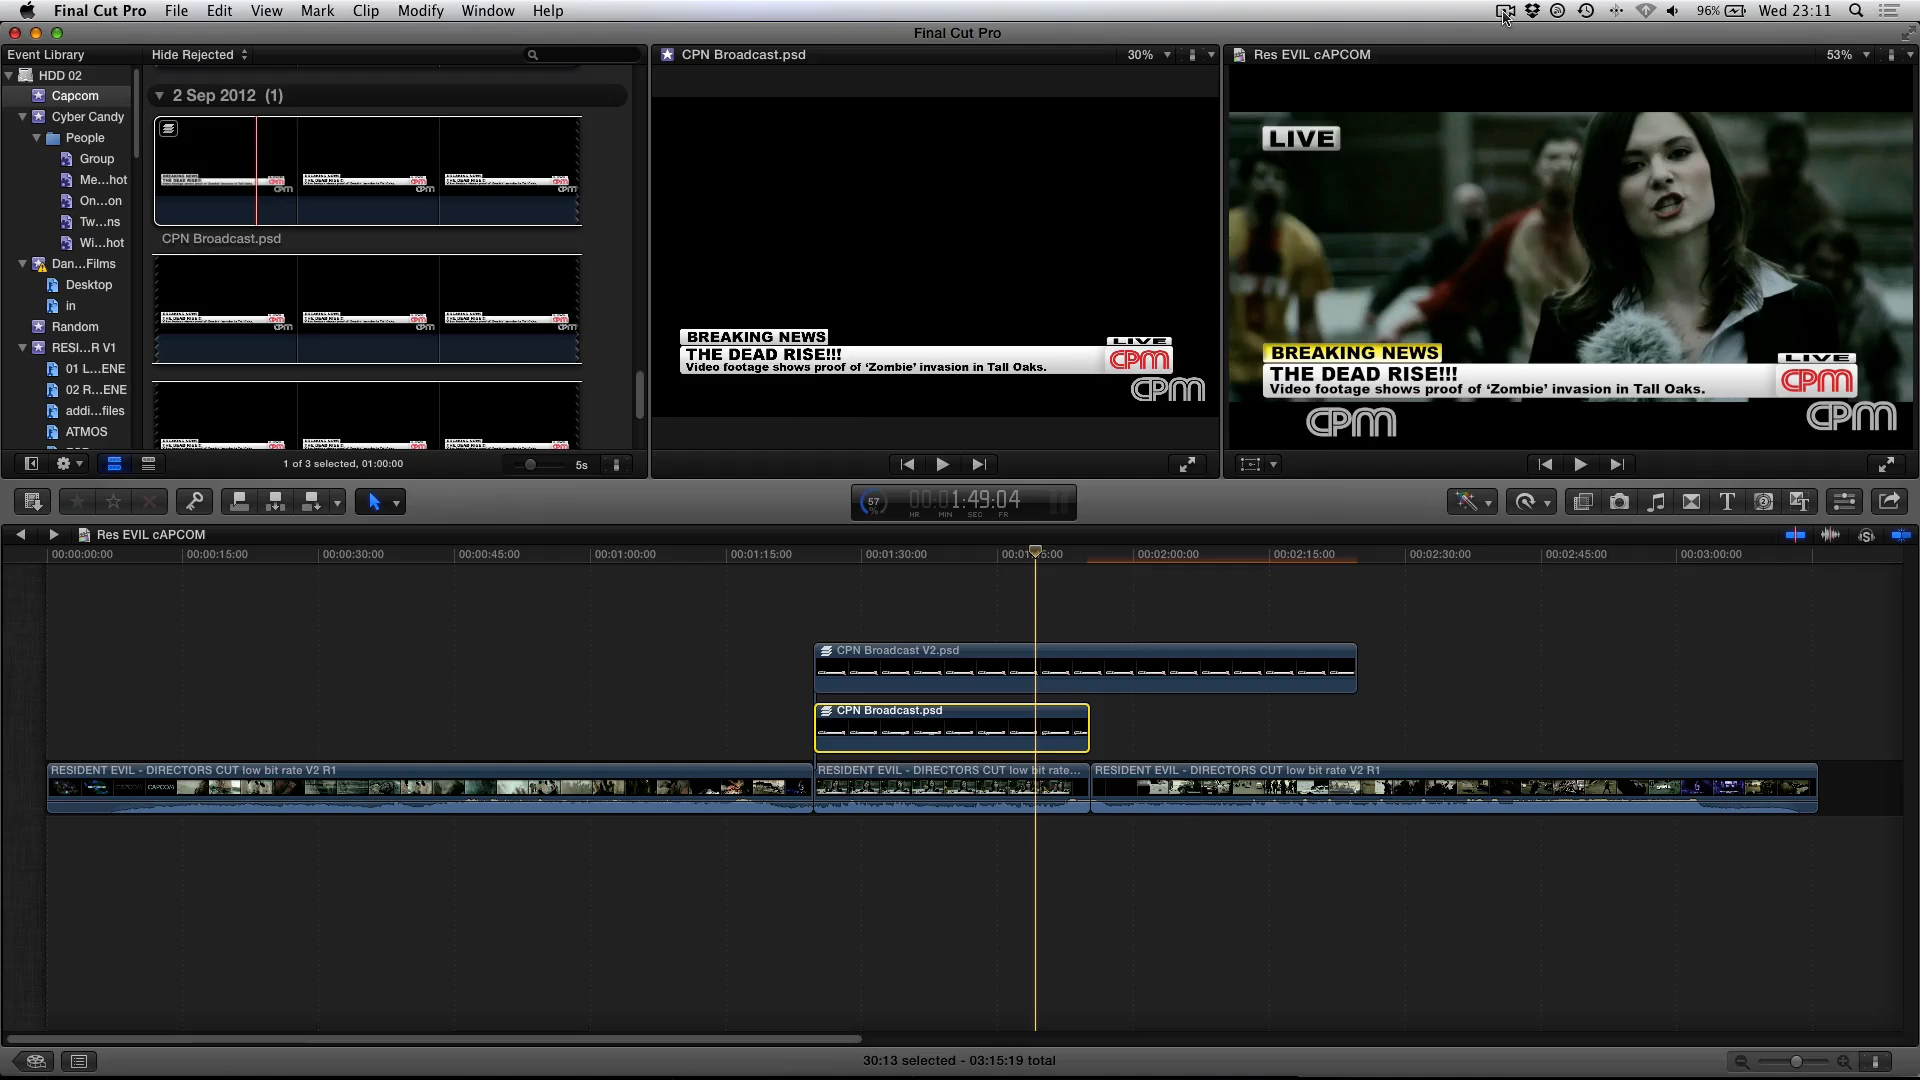 Final Cut Pro File Edit View Mark Clip Modify Window Help 96% Wed 23:11
Final Cut Pro
Event Library
Hide Rejected
CPN Broadcast.psd
30%
Res EVIL cAPCOM
53%
HDD 02
Capcom
Cyber Candy
People
Group
Me...hot
On...on
Tw...ns
Wi...hot
Dan...Films
Desktop
in
Random
RESI...R V1
01 L...ENE
02 R...ENE
addi...files
ATMOS
2 Sep 2012 (1)
CPN Broadcast.psd
1 of 3 selected, 01:00:00
5s
BREAKING NEWS
THE DEAD RISE!!!
Video footage shows proof of ‘Zombie’ invasion in Tall Oaks.
LIVE
CPM
CPM
LIVE
BREAKING NEWS
THE DEAD RISE!!!
Video footage shows proof of ‘Zombie’ invasion in Tall Oaks.
LIVE
CPM
CPM
CPM
57
%
00:01:49:04
HR MIN SEC FR
Res EVIL cAPCOM
00:00:00:00 00:00:15:00 00:00:30:00 00:00:45:00 00:01:00:00 00:01:15:00 00:01:30:00 00:02:00:00 00:02:15:00 00:02:30:00 00:02:45:00 00:03:00:00
CPN Broadcast V2.psd
CPN Broadcast.psd
RESIDENT EVIL - DIRECTORS CUT low bit rate V2 R1
RESIDENT EVIL - DIRECTORS CUT low bit rate...
RESIDENT EVIL - DIRECTORS CUT low bit rate V2 R1
30:13 selected - 03:15:19 total